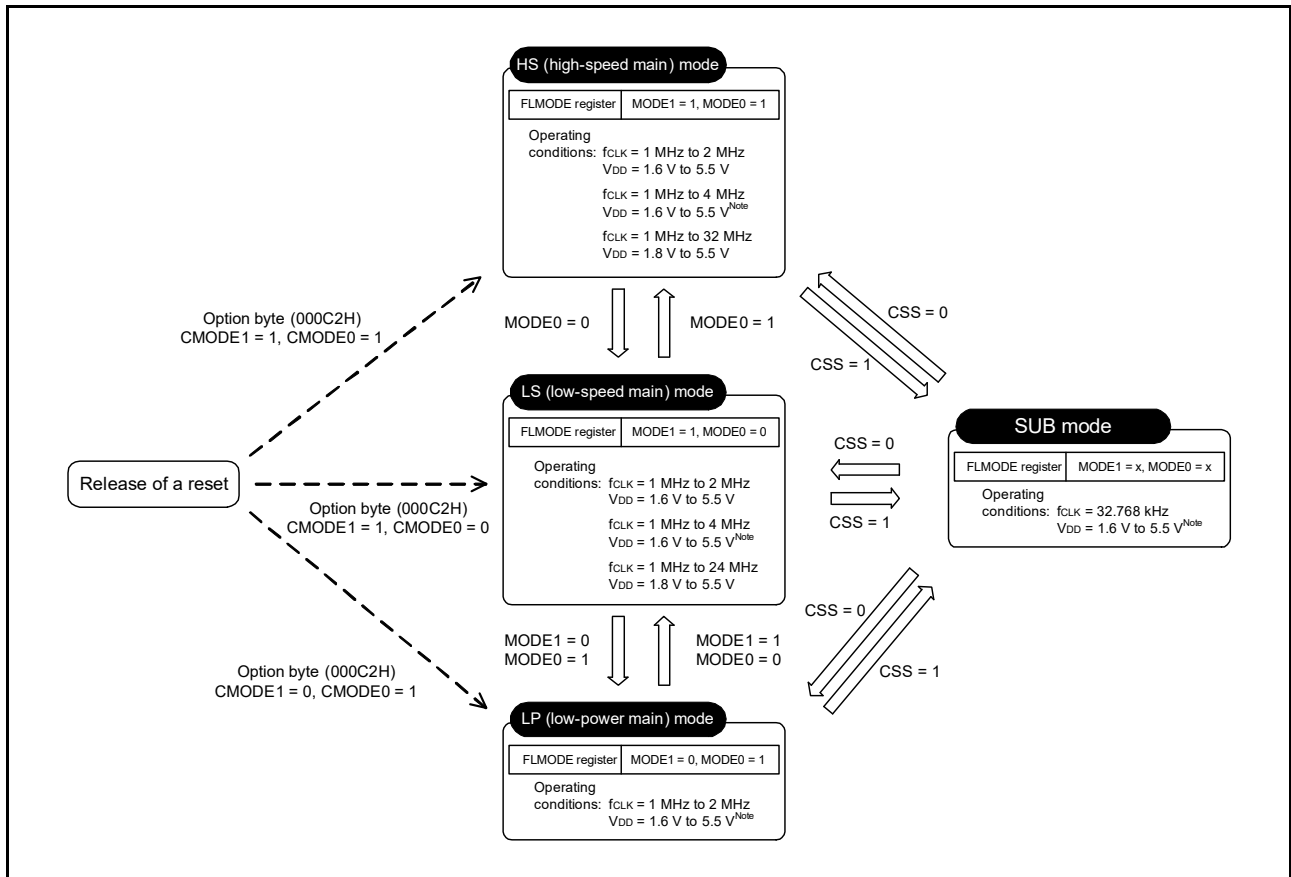 HS (high-speed main) mode
FLMODE register MODE1 = 1, MODE0 = 1
Operating
conditions: fCLK = 1 MHz to 2 MHz
VDD = 1.6 V to 5.5 V
fCLK = 1 MHz to 4 MHz
VDD = 1.6 V to 5.5 V Note
fCLK = 1 MHz to 32 MHz
VDD = 1.8 V to 5.5 V
Option byte (000C2H)
CMODE1 = 1, CMODE0 = 1
MODE0 = 0
MODE0 = 1
CSS = 0
CSS = 1
LS (low-speed main) mode
FLMODE register MODE1 = 1, MODE0 = 0
Operating
conditions: fCLK = 1 MHz to 2 MHz
VDD = 1.6 V to 5.5 V
fCLK = 1 MHz to 4 MHz
VDD = 1.6 V to 5.5 V Note
fCLK = 1 MHz to 24 MHz
VDD = 1.8 V to 5.5 V
Release of a reset
Option byte (000C2H)
CMODE1 = 1, CMODE0 = 0
CSS = 0
CSS = 1
SUB mode
FLMODE register MODE1 = x, MODE0 = x
Operating
conditions: fCLK = 32.768 kHz
VDD = 1.6 V to 5.5 V Note
MODE1 = 0
MODE0 = 1
MODE1 = 1
MODE0 = 0
CSS = 0
CSS = 1
Option byte (000C2H)
CMODE1 = 0, CMODE0 = 1
LP (low-power main) mode
FLMODE register MODE1 = 0, MODE0 = 1
Operating
conditions: fCLK = 1 MHz to 2 MHz
VDD = 1.6 V to 5.5 V Note